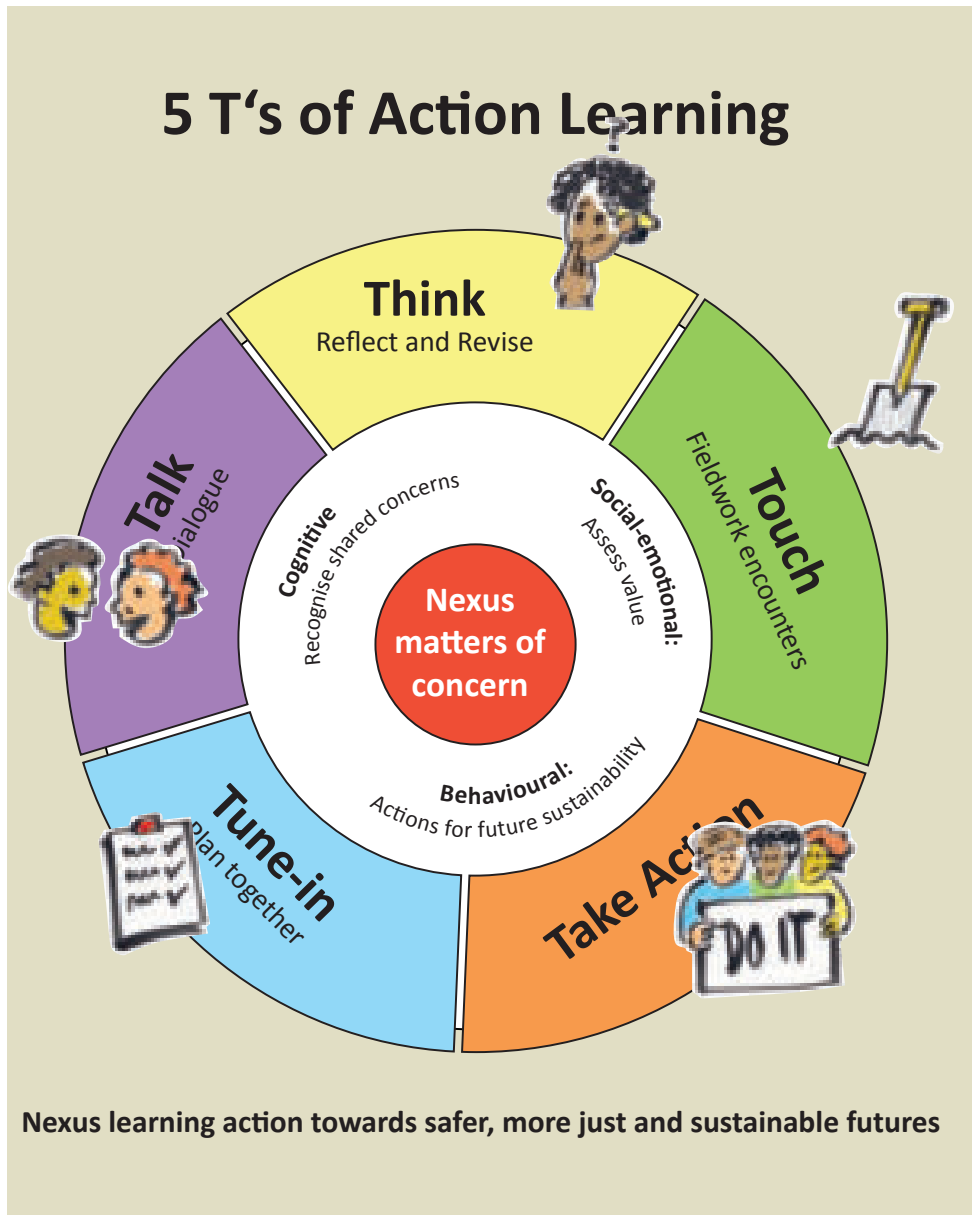 5 T‘s of Action Learning
?
Think
Reflect and Revise
Touch
Fieldwork encounters
Take Action
DO IT
Tune-in
Plan together
Talk
Cognitive
Recognise shared concerns
Social-emotional:
Assess value
Behavioural:
Actions for future sustainability
Nexus
matters of
concern
Nexus learning action towards safer, more just and sustainable futures